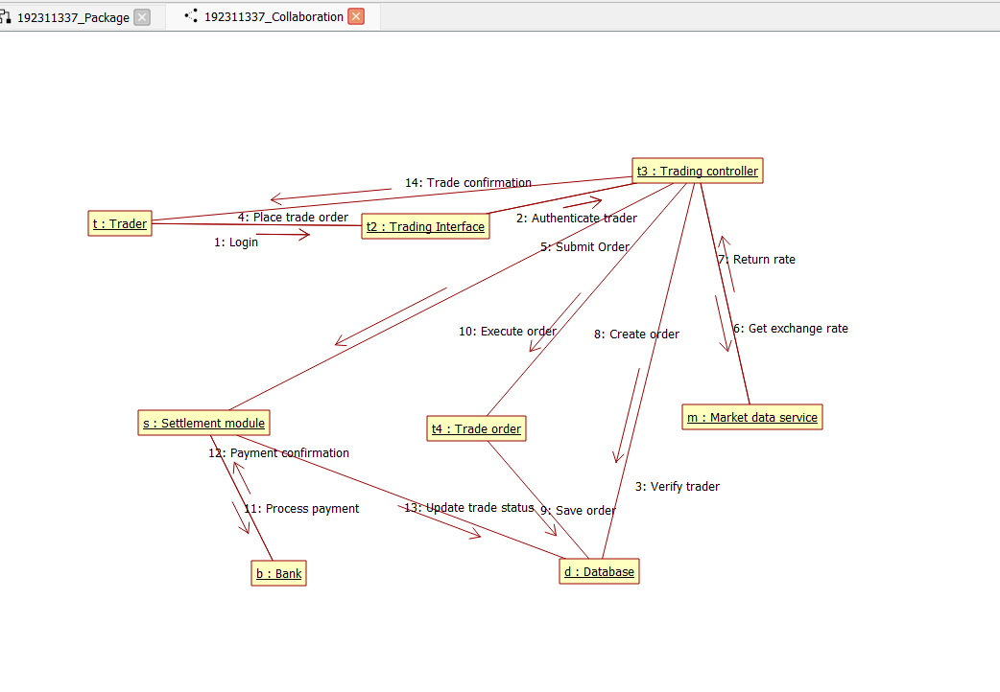 192311337_Package
192311337_Collaboration
t3 : Trading controller
14: Trade confirmation
t : Trader
4: Place trade order
t2 : Trading Interface
2: Authenticate trader
1: Login
5: Submit Order
7: Return rate
10: Execute order
8: Create order
6: Get exchange rate
s : Settlement module
t4 : Trade order
m : Market data service
12: Payment confirmation
3: Verify trader
11: Process payment
13: Update trade status
9: Save order
b : Bank
d : Database